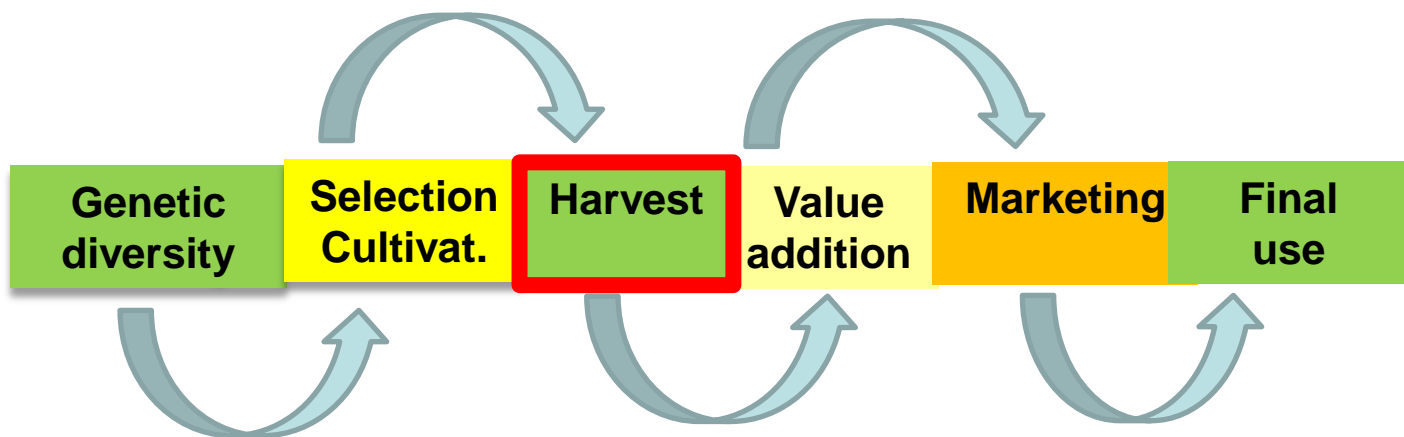 Genetic
diversity
Selection
Cultivat.
Harvest
Value
addition
Marketing
Final
use